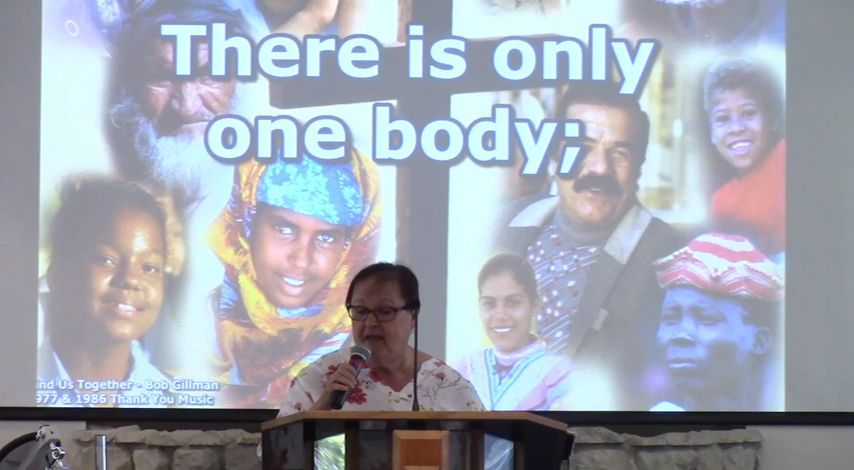 There is only
one body;
nd Us Together - Bob Gillman
977 & 1986 Thank You Music